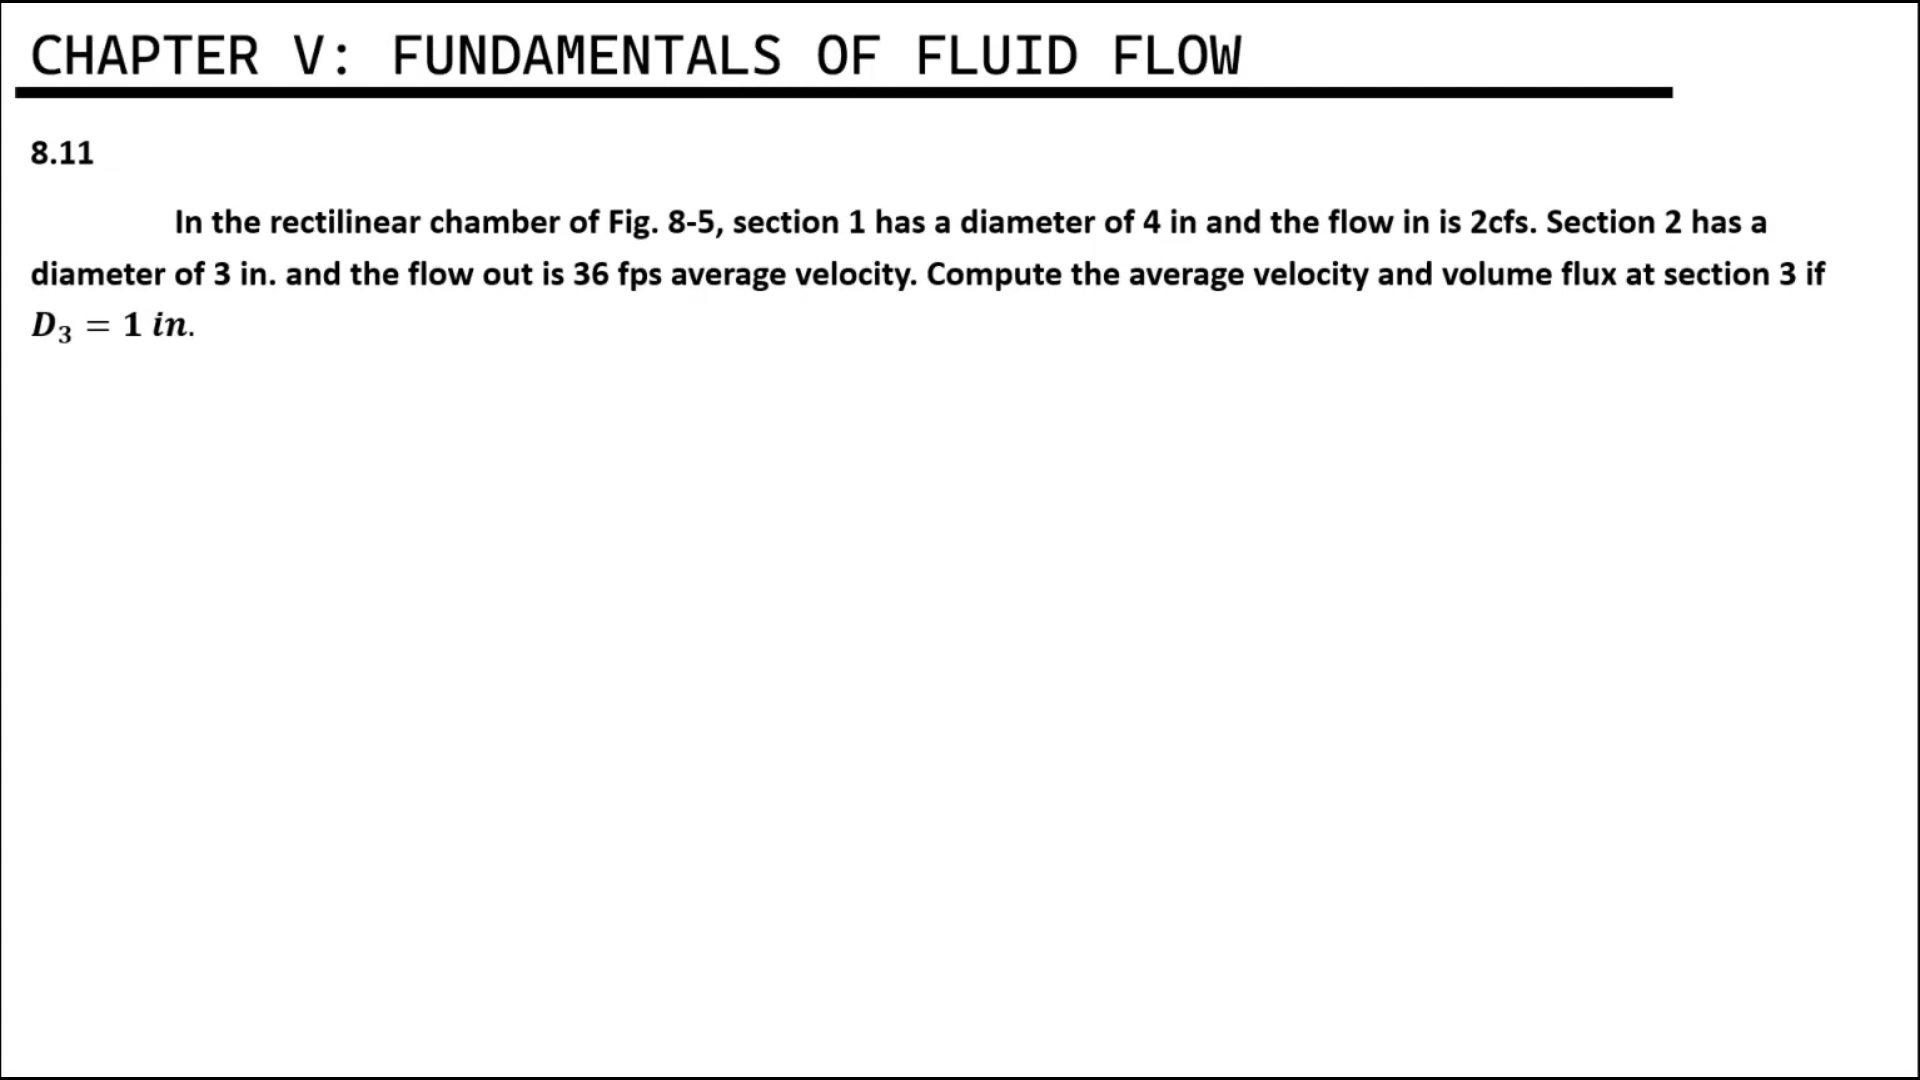 CHAPTER V: FUNDAMENTALS OF FLUID FLOW
8.11
In the rectilinear chamber of Fig. 8-5, section 1 has a diameter of 4 in and the flow in is 2cfs. Section 2 has a
diameter of 3 in. and the flow out is 36 fps average velocity. Compute the average velocity and volume flux at section 3 if
D₃ = 1 in.